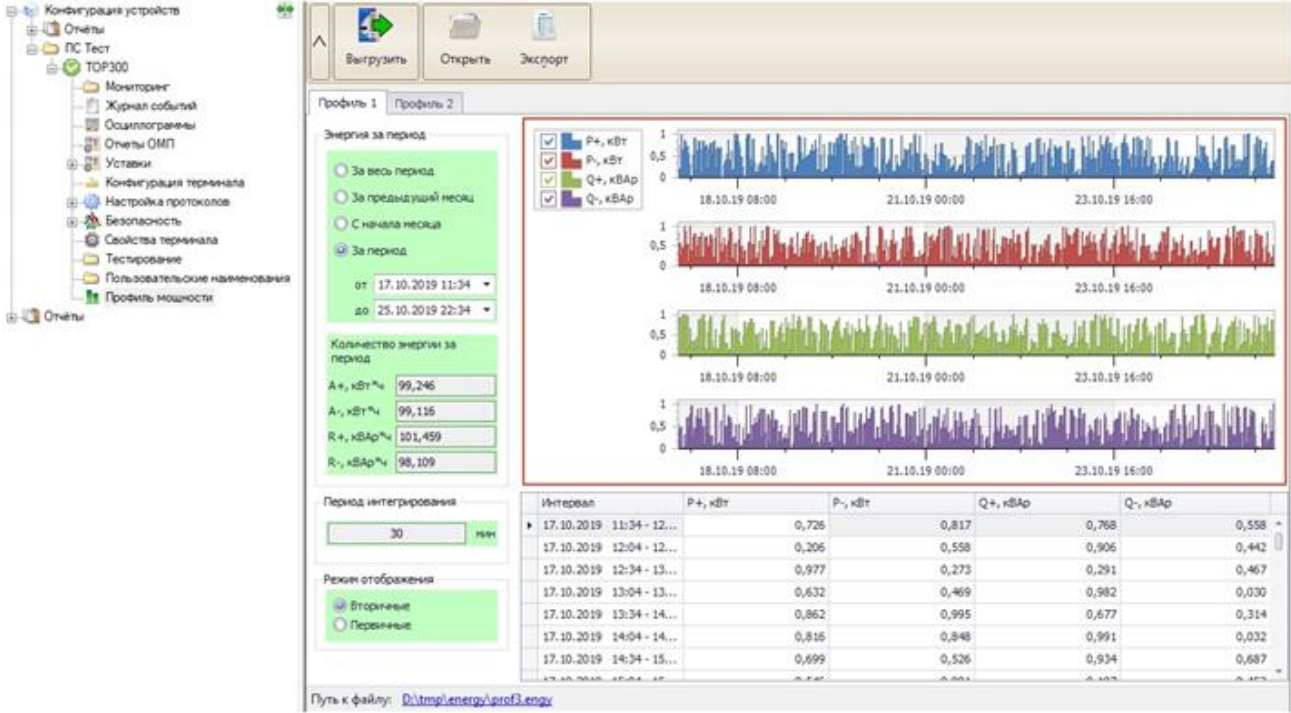 Конфигурация устройств
Отчёты
ПС Тест
ТОР300
Мониторинг
Журнал событий
Осциллограммы
Отчеты ОМП
Уставки
Конфигурация терминала
Настройка протоколов
Безопасность
Свойства терминала
Тестирование
Пользовательские наименования
Профиль мощности
Отчёты
Выгрузить Открыть Экспорт
Профиль 1 Профиль 2
Энергия за период
За весь период
За предыдущий месяц
С начала месяца
За период
от 17.10.2019 11:34
до 25.10.2019 22:34
Количество энергии за
период
A+, кВт*ч 99,246
A-, кВт*ч 99,116
R+, кВАр*ч 101,459
R-, кВАр*ч 98,109
Период интегрирования
30 мин
Режим отображения
Вторичные
Первичные
P+, кВт
P-, кВт
Q+, кВАр
Q-, кВАр
1
0,5
0
18.10.19 08:00 21.10.19 00:00 23.10.19 16:00
1
0,5
0
18.10.19 08:00 21.10.19 00:00 23.10.19 16:00
1
0,5
0
18.10.19 08:00 21.10.19 00:00 23.10.19 16:00
1
0,5
0
18.10.19 08:00 21.10.19 00:00 23.10.19 16:00
Интервал P+, кВт P-, кВт Q+, кВАр Q-, кВАр
17.10.2019 11:34 - 12... 0,726 0,817 0,768 0,558
17.10.2019 12:04 - 12... 0,206 0,558 0,906 0,442
17.10.2019 12:34 - 13... 0,977 0,273 0,291 0,467
17.10.2019 13:04 - 13... 0,632 0,469 0,982 0,030
17.10.2019 13:34 - 14... 0,862 0,995 0,677 0,314
17.10.2019 14:04 - 14... 0,816 0,848 0,991 0,032
17.10.2019 14:34 - 15... 0,699 0,526 0,934 0,687
Путь к файлу: D:\tmp\energy\prof3.engy